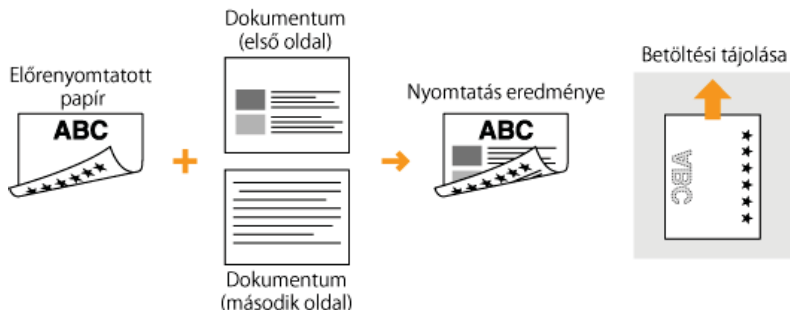 Előrenyomtatott
papír
ABC
Dokumentum
(első oldal)
Dokumentum
(második oldal)
Nyomtatás eredménye
ABC
Betöltési tájolása
ABC